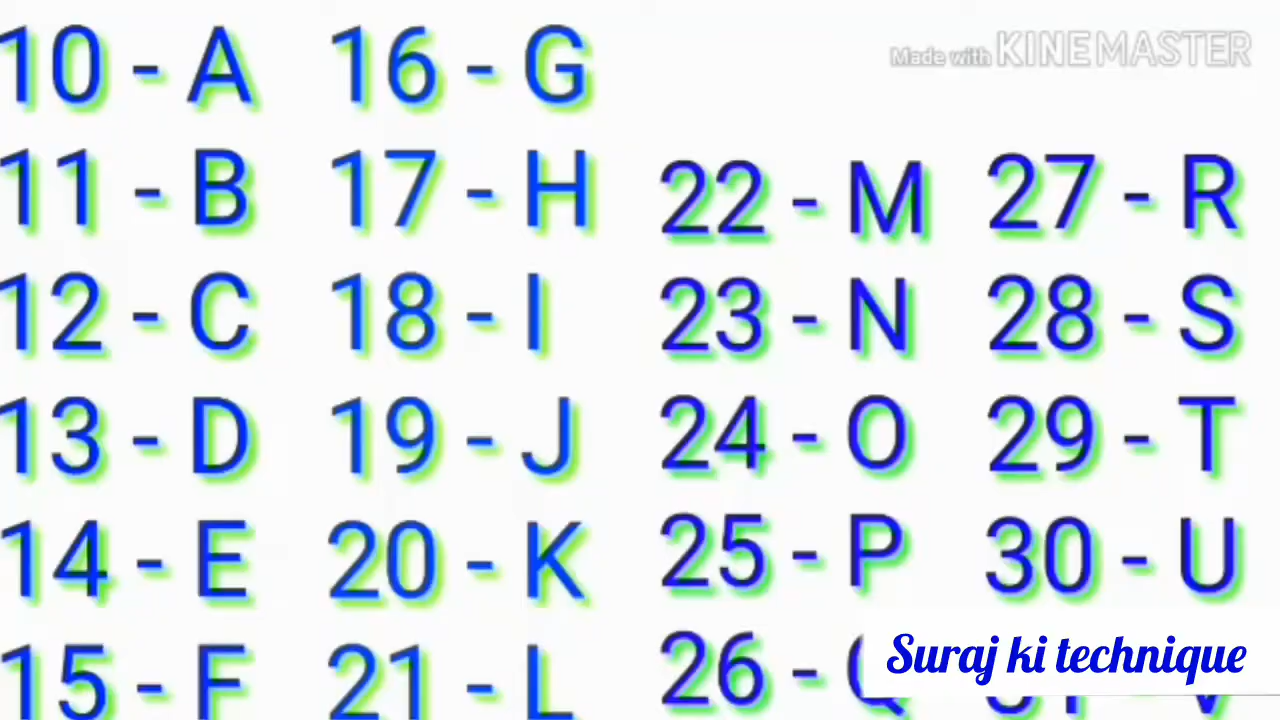 Made with KINEMASTER
10 - A
11 - B
12 - C
13 - D
14 - E
15 - F
16 - G
17 - H
18 - I
19 - J
20 - K
21 - L
22 - M
23 - N
24 - O
25 - P
26 -
27 - R
28 - S
29 - T
30 - U
Suraj ki technique